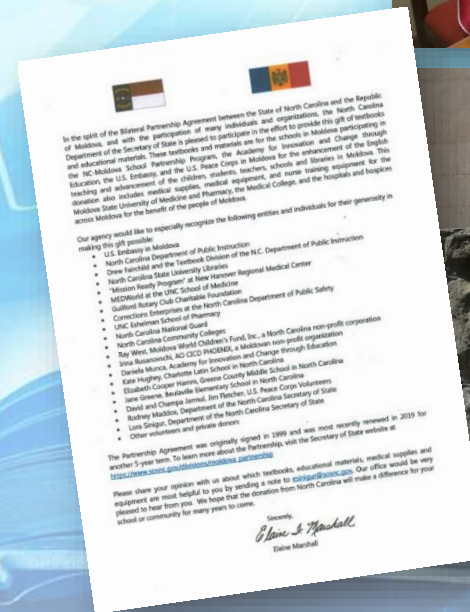 In the spirit of the Bilateral Partnership Agreement between the State of North Carolina and the Republic
of Moldova, and with the participation of many individuals and organizations, the North Carolina
Department of the Secretary of State is pleased to participate in the effort to provide this gift of textbooks
and educational materials. These textbooks and materials are for the schools in Moldova participating in
the NC-Moldova School Partnership Program, the Academy for Innovation and Change through
Education, the U.S. Embassy, and the U.S. Peace Corps in Moldova for the enhancement of the English
teaching and advancement of the children, students, teachers, schools and libraries in Moldova. This
donation also includes medical supplies, medical equipment, and nurse training equipment for the
Moldova State University of Medicine and Pharmacy, the Medical College, and the hospitals and hospices
across Moldova for the benefit of the people of Moldova.
Our agency would like to especially recognize the following entities and individuals for their generosity in
making this gift possible:
• U.S. Embassy in Moldova
• North Carolina Department of Public Instruction
• Drew Fairchild and the Textbook Division of the N.C. Department of Public Instruction
• North Carolina State University Libraries
• "Mission Ready Program" at New Hanover Regional Medical Center
• MEDWorld at the UNC School of Medicine
• Guilford Rotary Club Charitable Foundation
• Corrections Enterprises at the North Carolina Department of Public Safety
• UNC Eshelman School of Pharmacy
• North Carolina National Guard
• North Carolina Community Colleges
• Ray West, Moldova World Children's Fund, Inc., a North Carolina non-profit corporation
• Irina Rusanovschi, AO CICD PHOENIX, a Moldovan non-profit organization
• Daniela Munca, Academy for Innovation and Change through Education
• Kate Hughey, Charlotte Latin School in North Carolina
• Elizabeth Cooper Hamm, Greene County Middle School in North Carolina
• Jane Greene, Beulaville Elementary School in North Carolina
• David and Champa Jarmul, Jim Fletcher, U.S. Peace Corps Volunteers
• Rodney Maddox, Department of the North Carolina Secretary of State
• Lora Sinigur, Department of the North Carolina Secretary of State
• Other volunteers and private donors
The Partnership Agreement was originally signed in 1999 and was most recently renewed in 2019 for
another 5-year term. To learn more about the Partnership, visit the Secretary of State website at
https://www.sosnc.gov/divisions/moldova_partnership.
Please share your opinion with us about which textbooks, educational materials, medical supplies and
equipment are most helpful to you by sending a note to esinigur@sosnc.gov. Our office would be very
pleased to hear from you. We hope that the donation from North Carolina will make a difference for your
school or community for many years to come.
Sincerely,
Elaine F. Marshall
Elaine Marshall